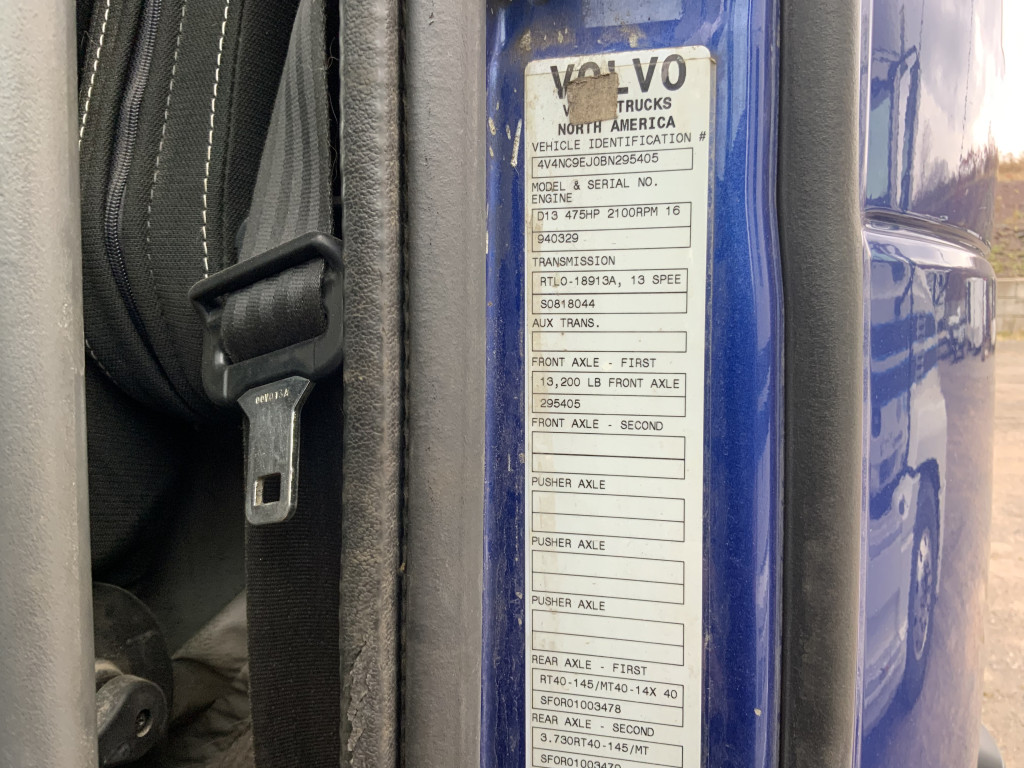 VOLVO
TRUCKS
NORTH AMERICA
VEHICLE IDENTIFICATION #
4V4NC9EJ0BN295405
MODEL & SERIAL NO.
ENGINE
D13 475HP 2100RPM 16
940329
TRANSMISSION
RTLO-18913A, 13 SPEE
S0818044
AUX TRANS.
FRONT AXLE - FIRST
13,200 LB FRONT AXLE
295405
FRONT AXLE - SECOND
PUSHER AXLE
PUSHER AXLE
PUSHER AXLE
REAR AXLE - FIRST
RT40-145/MT40-14X 40
SFOR01003478
REAR AXLE - SECOND
3.730RT40-145/MT